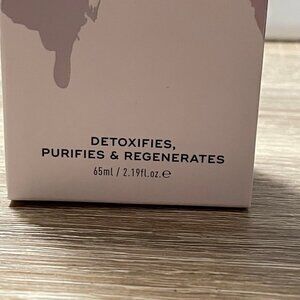 DETOXIFIES,
PURIFIES & REGENERATES
65ml / 2.19fl.oz.℮